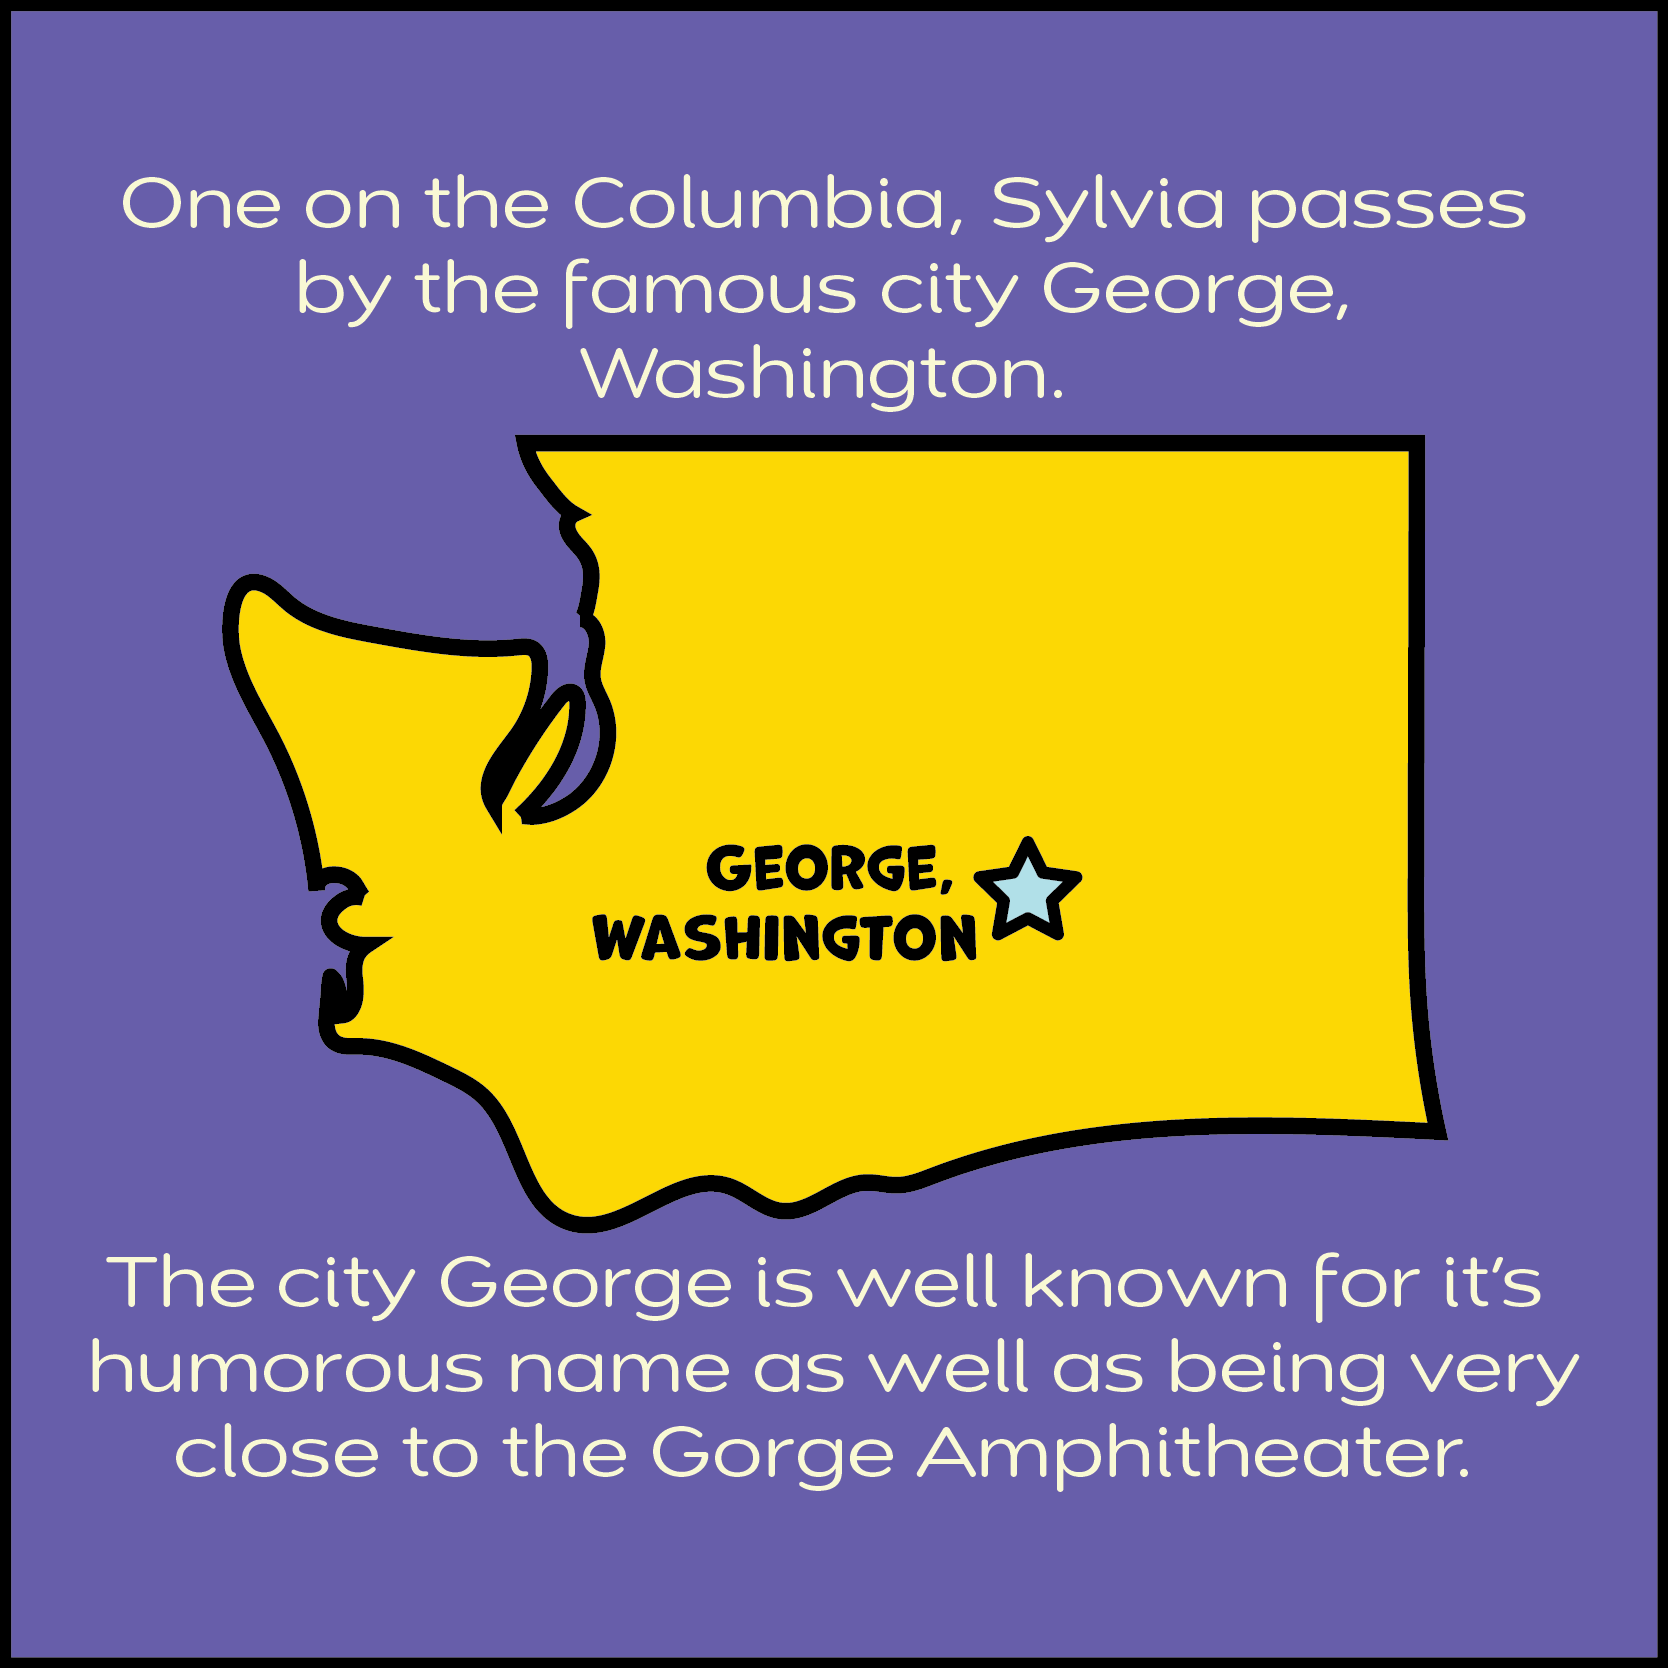 One on the Columbia, Sylvia passes
by the famous city George,
Washington.
GEORGE,
WASHINGTON
The city George is well known for it's
humorous name as well as being very
close to the Gorge Amphitheater.